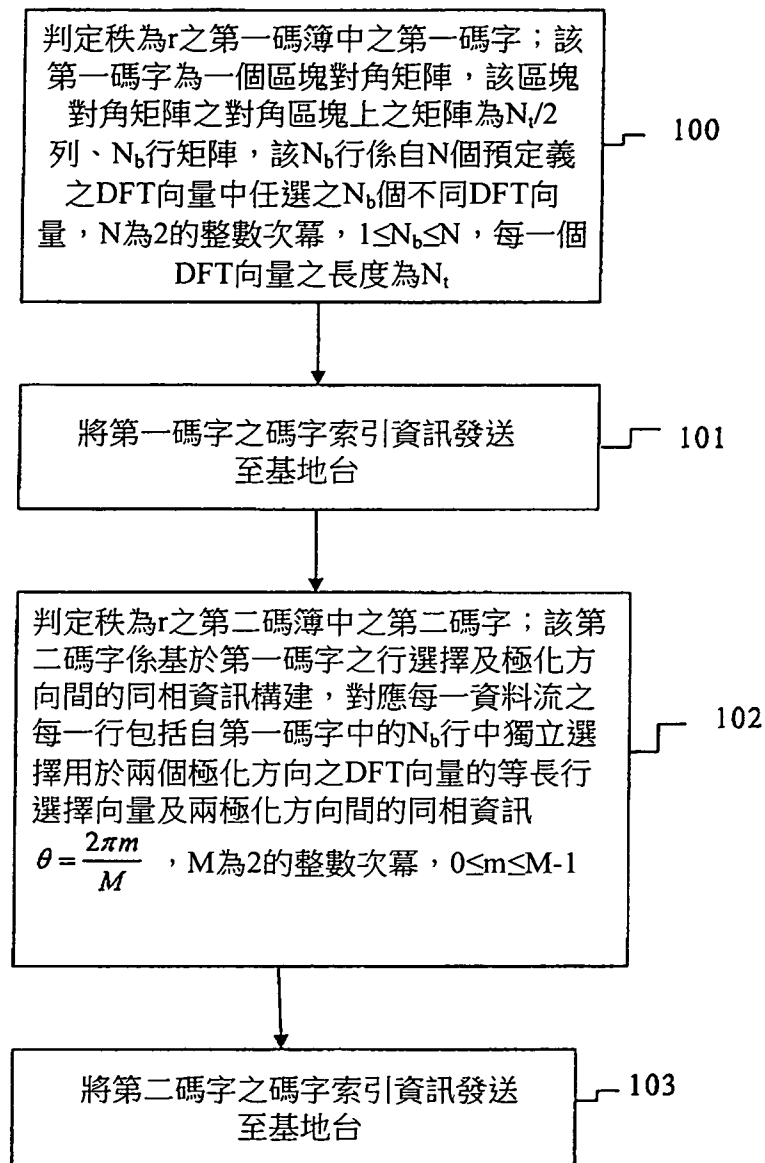 判定秩為r之第一碼簿中之第一碼字；該
第一碼字為一個區塊對角矩陣，該區塊
對角矩陣之對角區塊上之矩陣為Nt/2
列、Nb行矩陣，該Nb行係自N個預定義
之DFT向量中任選之Nb個不同DFT向
量，N為2的整數次冪，1≤Nb≤N，每一個
DFT向量之長度為Nt
100
將第一碼字之碼字索引資訊發送
至基地台
101
判定秩為r之第二碼簿中之第二碼字；該第
二碼字係基於第一碼字之行選擇及極化方
向間的同相資訊構建，對應每一資料流之
每一行包括自第一碼字中的Nb行中獨立選
擇用於兩個極化方向之DFT向量的等長行
選擇向量及兩極化方向間的同相資訊
θ=2πm/M ，M為2的整數次冪，0≤m≤M-1
102
將第二碼字之碼字索引資訊發送
至基地台
103